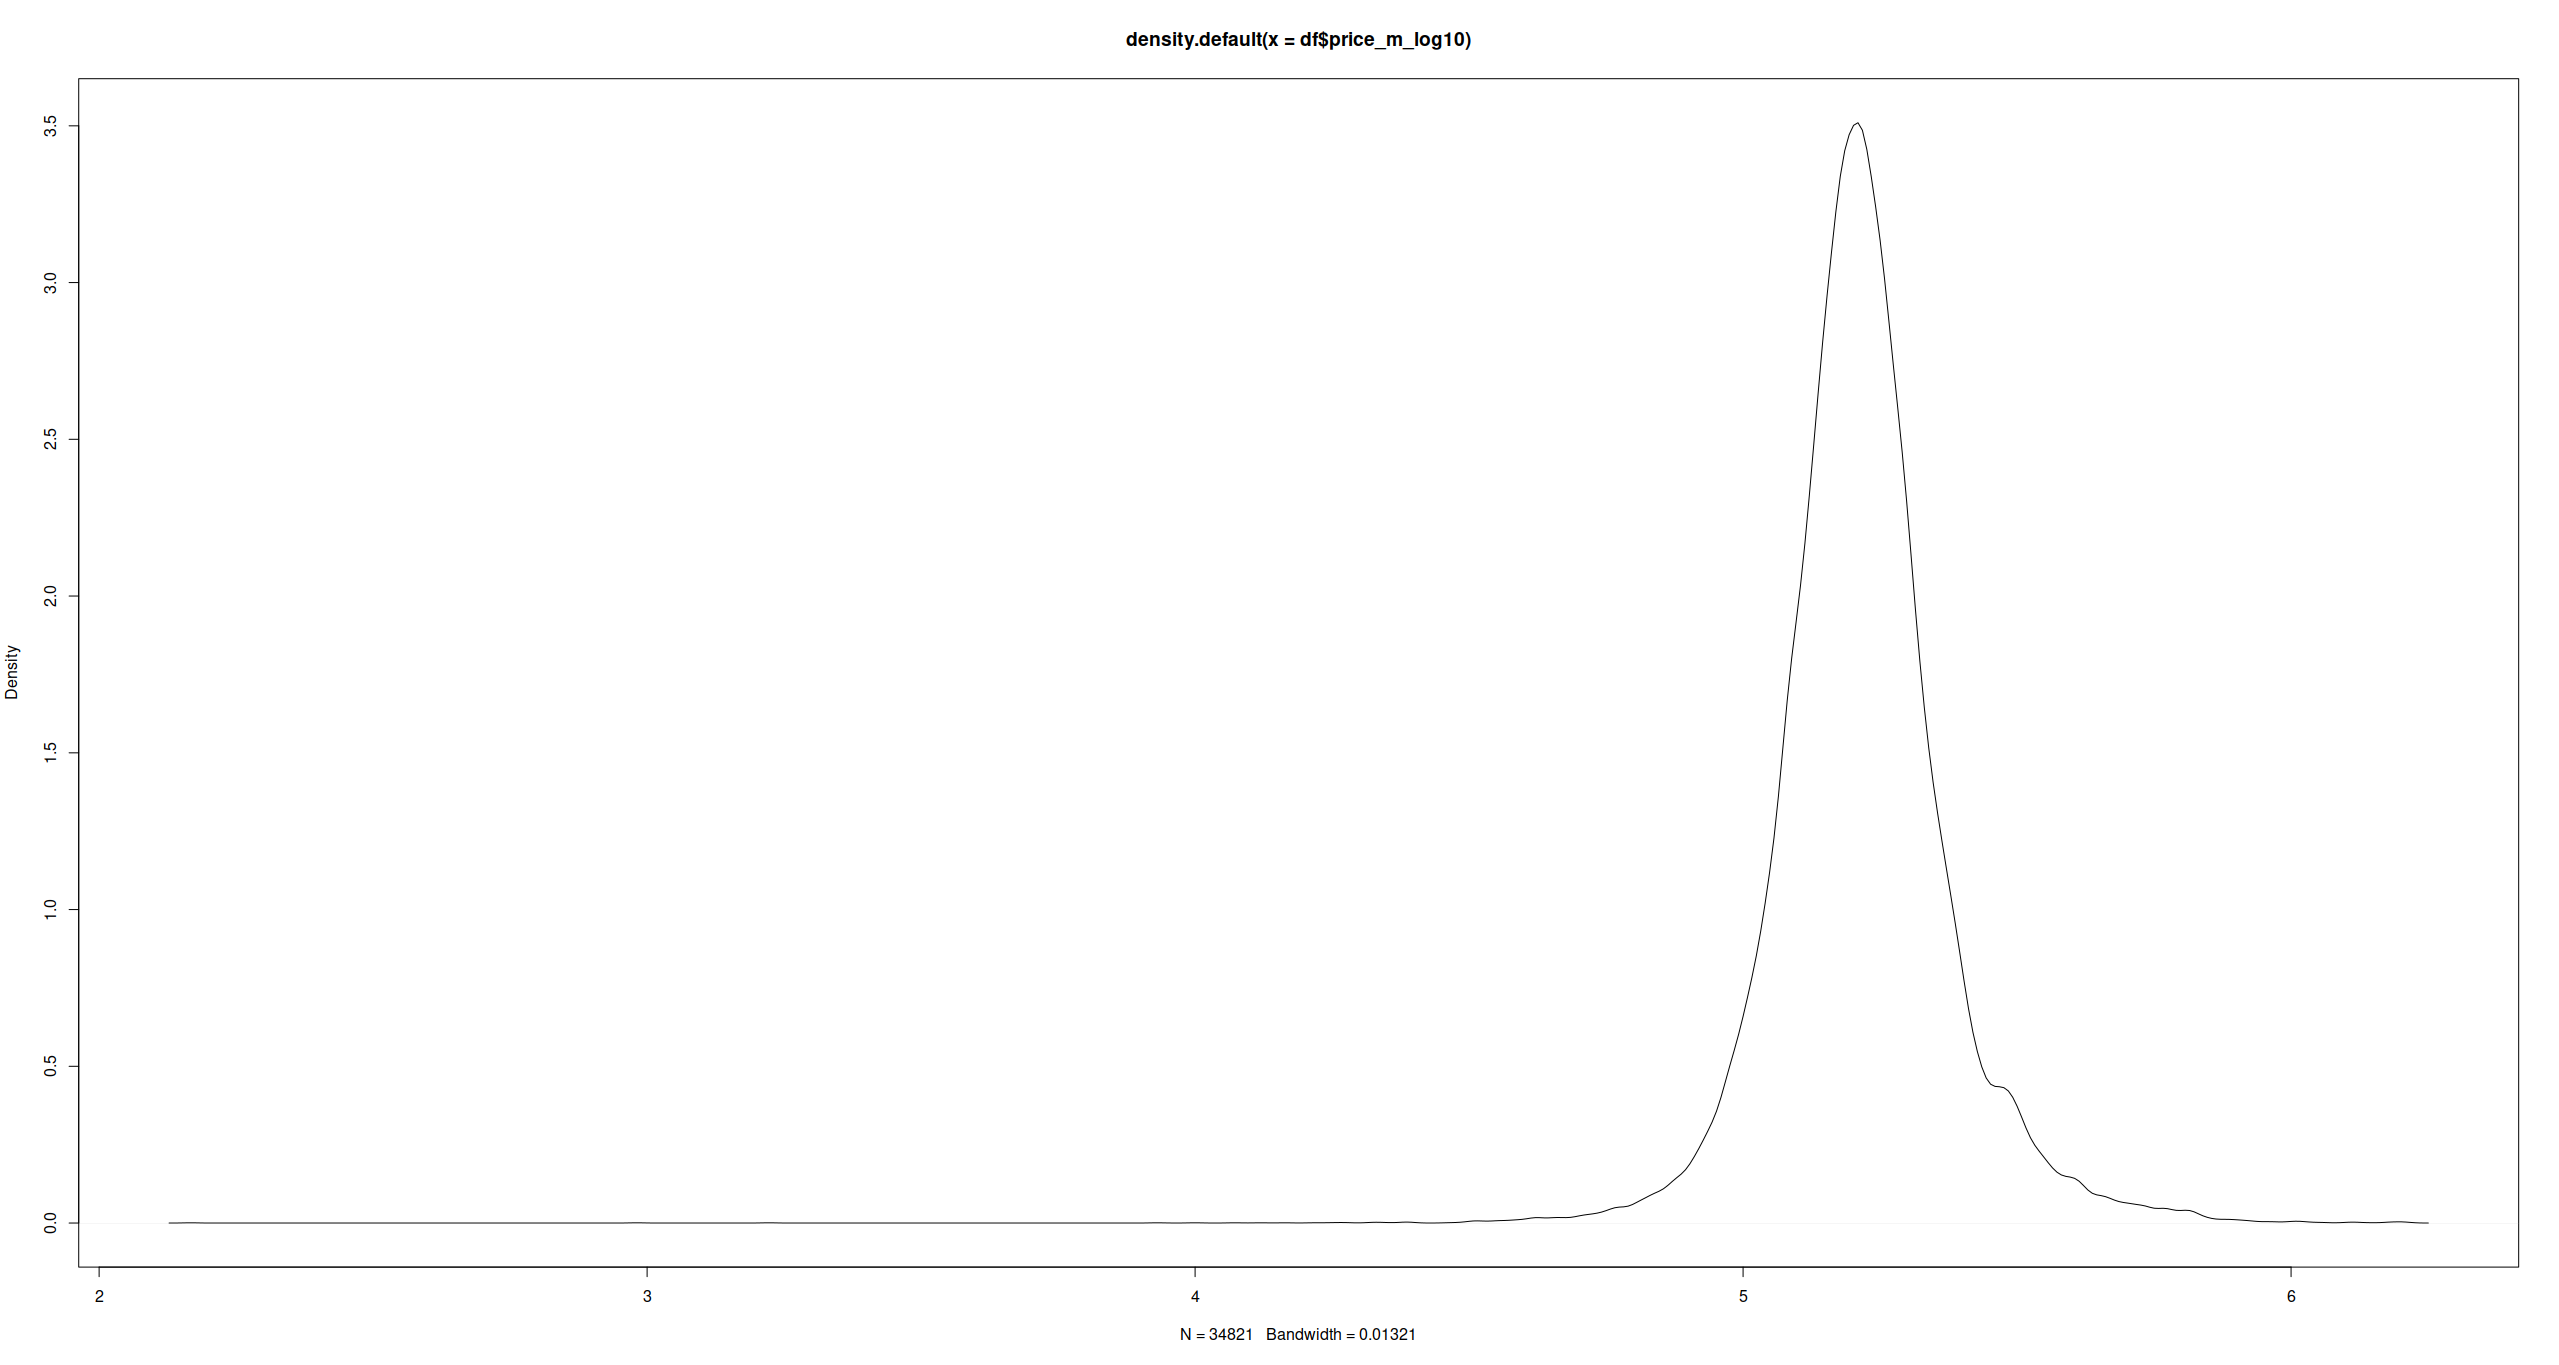 density.default(x = df$price_m_log10)
3.5
3.0
2.5
2.0
1.5
1.0
0.5
0.0
Density
2 3 4 5 6
N = 34821 Bandwidth = 0.01321